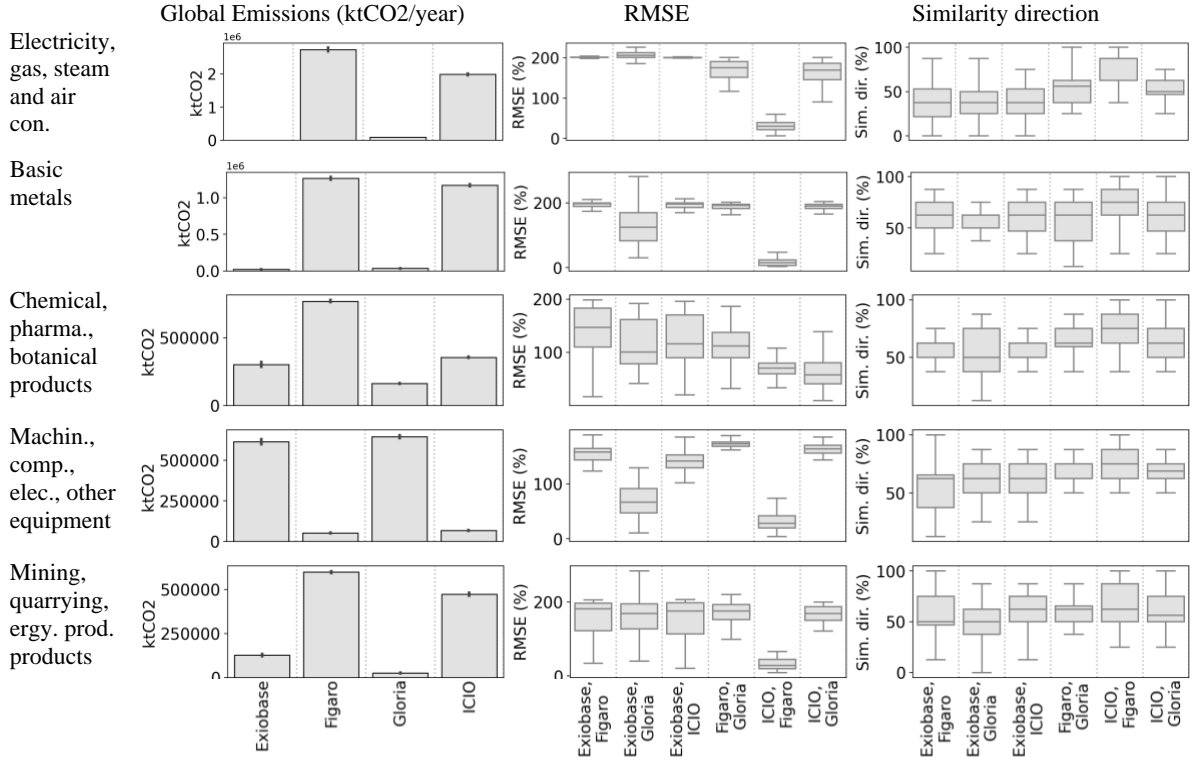 Global Emissions (ktCO2/year) RMSE Similarity direction
Electricity,
gas, steam
and air
con.
1e6
2
1
0
ktCO2
200
100
0
RMSE (%)
100
50
0
Sim. dir. (%)
Basic
metals
1e6
1.0
0.5
0.0
ktCO2
200
0
RMSE (%)
100
50
Sim. dir. (%)
Chemical,
pharma.,
botanical
products
500000
0
ktCO2
200
100
RMSE (%)
100
50
Sim. dir. (%)
Machin.,
comp.,
elec., other
equipment
500000
250000
0
ktCO2
100
0
RMSE (%)
100
50
Sim. dir. (%)
Mining,
quarrying,
ergy. prod.
products
500000
250000
0
ktCO2
200
0
RMSE (%)
100
50
0
Sim. dir. (%)
Exiobase
Figaro
Gloria
ICIO
Exiobase,
Figaro
Exiobase,
Gloria
Exiobase,
ICIO
Figaro,
Gloria
ICIO,
Figaro
ICIO,
Gloria
Exiobase,
Figaro
Exiobase,
Gloria
Exiobase,
ICIO
Figaro,
Gloria
ICIO,
Figaro
ICIO,
Gloria